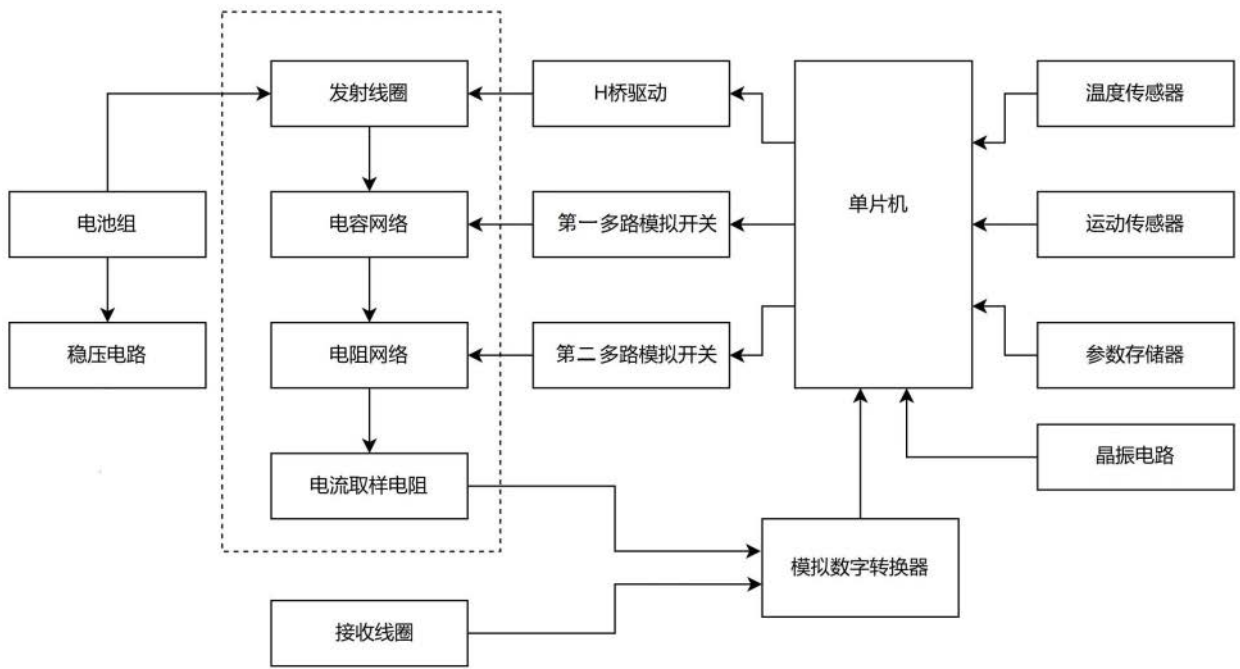 发射线圈
H桥驱动
温度传感器
单片机
电池组
电容网络
第一多路模拟开关
运动传感器
稳压电路
电阻网络
第二多路模拟开关
参数存储器
晶振电路
电流取样电阻
模拟数字转换器
接收线圈